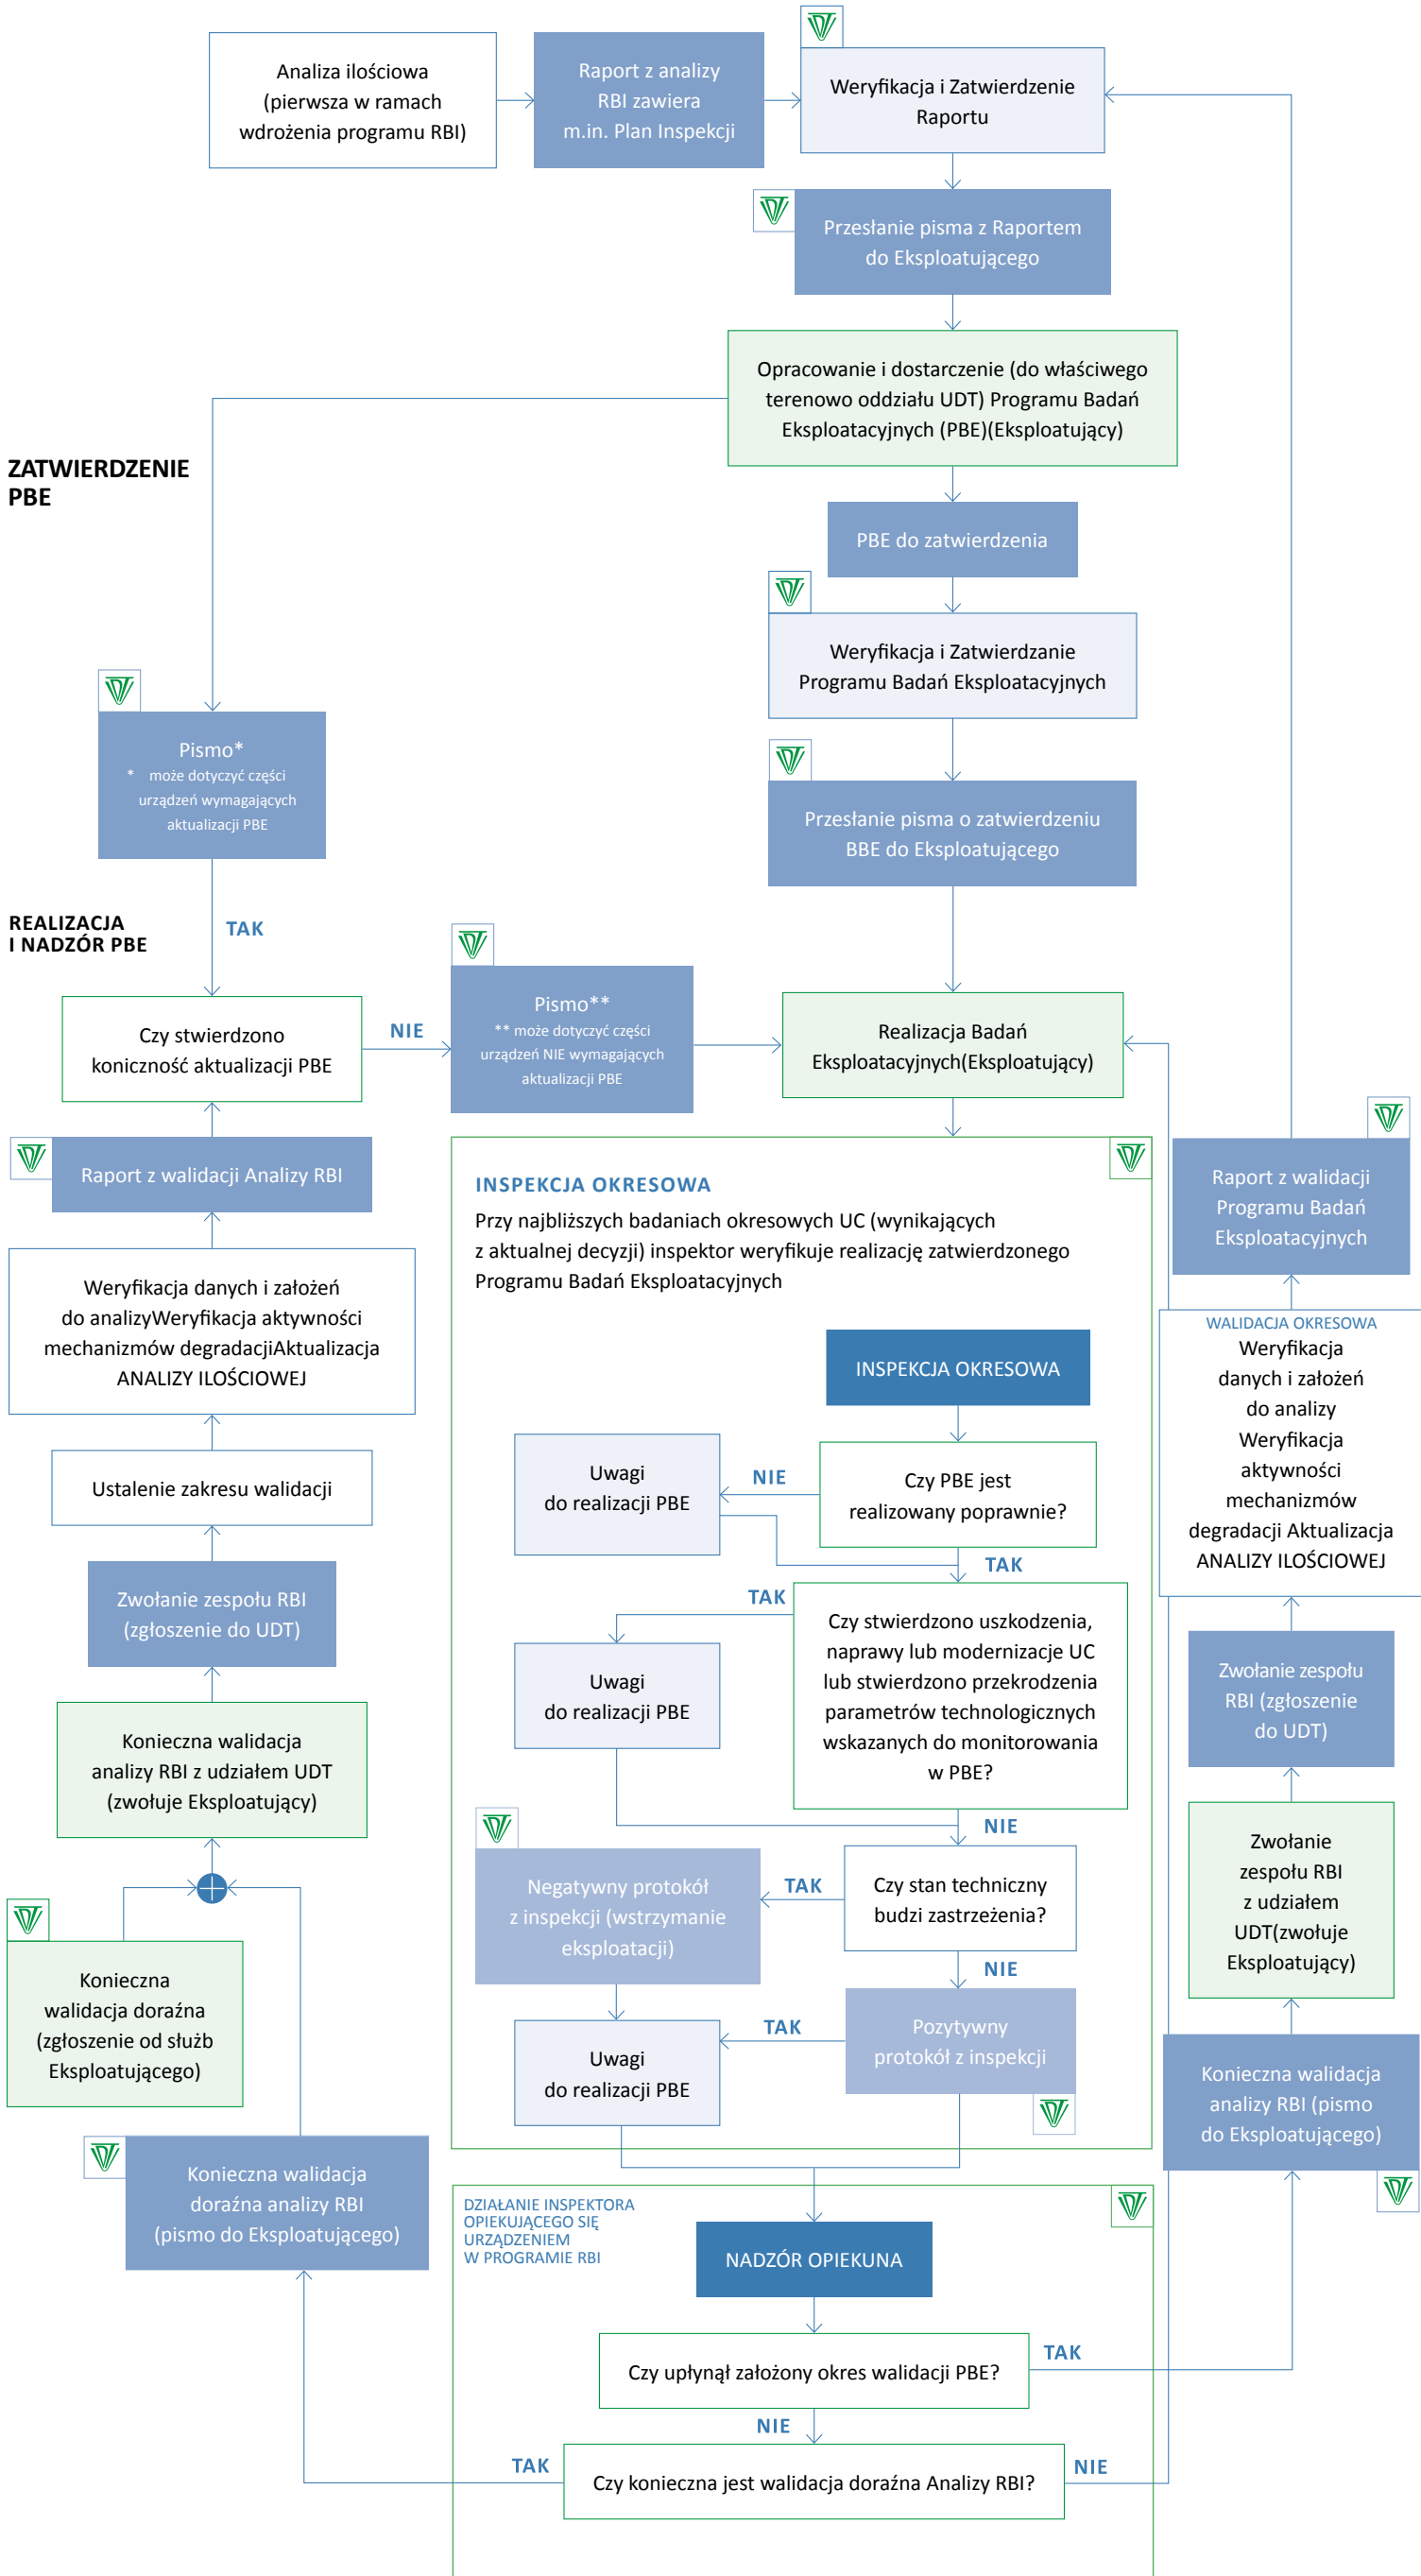 Analiza ilościowa
(pierwsza w ramach
wdrożenia programu RBI)
Raport z analizy
RBI zawiera
m.in. Plan Inspekcji
Weryfikacja i Zatwierdzenie
Raportu
Przesłanie pisma z Raportem
do Eksploatującego
Opracowanie i dostarczenie (do właściwego
terenowo oddziału UDT) Programu Badań
Eksploatacyjnych (PBE)(Eksploatujący)
ZATWIERDZENIE
PBE
PBE do zatwierdzenia
Weryfikacja i Zatwierdzanie
Programu Badań Eksploatacyjnych
Pismo*
* może dotyczyć części
urządzeń wymagających
aktualizacji PBE
Przesłanie pisma o zatwierdzeniu
BBE do Eksploatującego
REALIZACJA
I NADZÓR PBE
TAK
Czy stwierdzono
koniczność aktualizacji PBE
NIE
Pismo**
** może dotyczyć części
urządzeń NIE wymagających
aktualizacji PBE
Realizacja Badań
Eksploatacyjnych(Eksploatujący)
Raport z walidacji Analizy RBI
INSPEKCJA OKRESOWA
Przy najbliższych badaniach okresowych UC (wynikających
z aktualnej decyzji) inspektor weryfikuje realizację zatwierdzonego
Programu Badań Eksploatacyjnych
Raport z walidacji
Programu Badań
Eksploatacyjnych
Weryfikacja danych i założeń
do analizyWeryfikacja aktywności
mechanizmów degradacjiAktualizacja
ANALIZY ILOŚCIOWEJ
WALIDACJA OKRESOWA
Weryfikacja
danych i założeń
do analizy
Weryfikacja
aktywności
mechanizmów
degradacji Aktualizacja
ANALIZY ILOŚCIOWEJ
INSPEKCJA OKRESOWA
Ustalenie zakresu walidacji
Uwagi
do realizacji PBE
NIE
Czy PBE jest
realizowany poprawnie?
TAK
Zwołanie zespołu RBI
(zgłoszenie do UDT)
TAK
Czy stwierdzono uszkodzenia,
naprawy lub modernizacje UC
lub stwierdzono przekrodzenia
parametrów technologicznych
wskazanych do monitorowania
w PBE?
Uwagi
do realizacji PBE
Zwołanie zespołu
RBI (zgłoszenie
do UDT)
Konieczna walidacja
analizy RBI z udziałem UDT
(zwołuje Eksploatujący)
NIE
Negatywny protokół
z inspekcji (wstrzymanie
eksploatacji)
TAK
Czy stan techniczny
budzi zastrzeżenia?
Zwołanie
zespołu RBI
z udziałem
UDT(zwołuje
Eksploatujący)
NIE
Konieczna
walidacja doraźna
(zgłoszenie od służb
Eksploatującego)
Uwagi
do realizacji PBE
TAK
Pozytywny
protokół z inspekcji
Konieczna walidacja
analizy RBI (pismo
do Eksploatującego)
Konieczna walidacja
doraźna analizy RBI
(pismo do Eksploatującego)
DZIAŁANIE INSPEKTORA
OPIEKUJĄCEGO SIĘ
URZĄDZENIEM
W PROGRAMIE RBI
NADZÓR OPIEKUNA
Czy upłynął założony okres walidacji PBE?
TAK
NIE
TAK
Czy konieczna jest walidacja doraźna Analizy RBI?
NIE